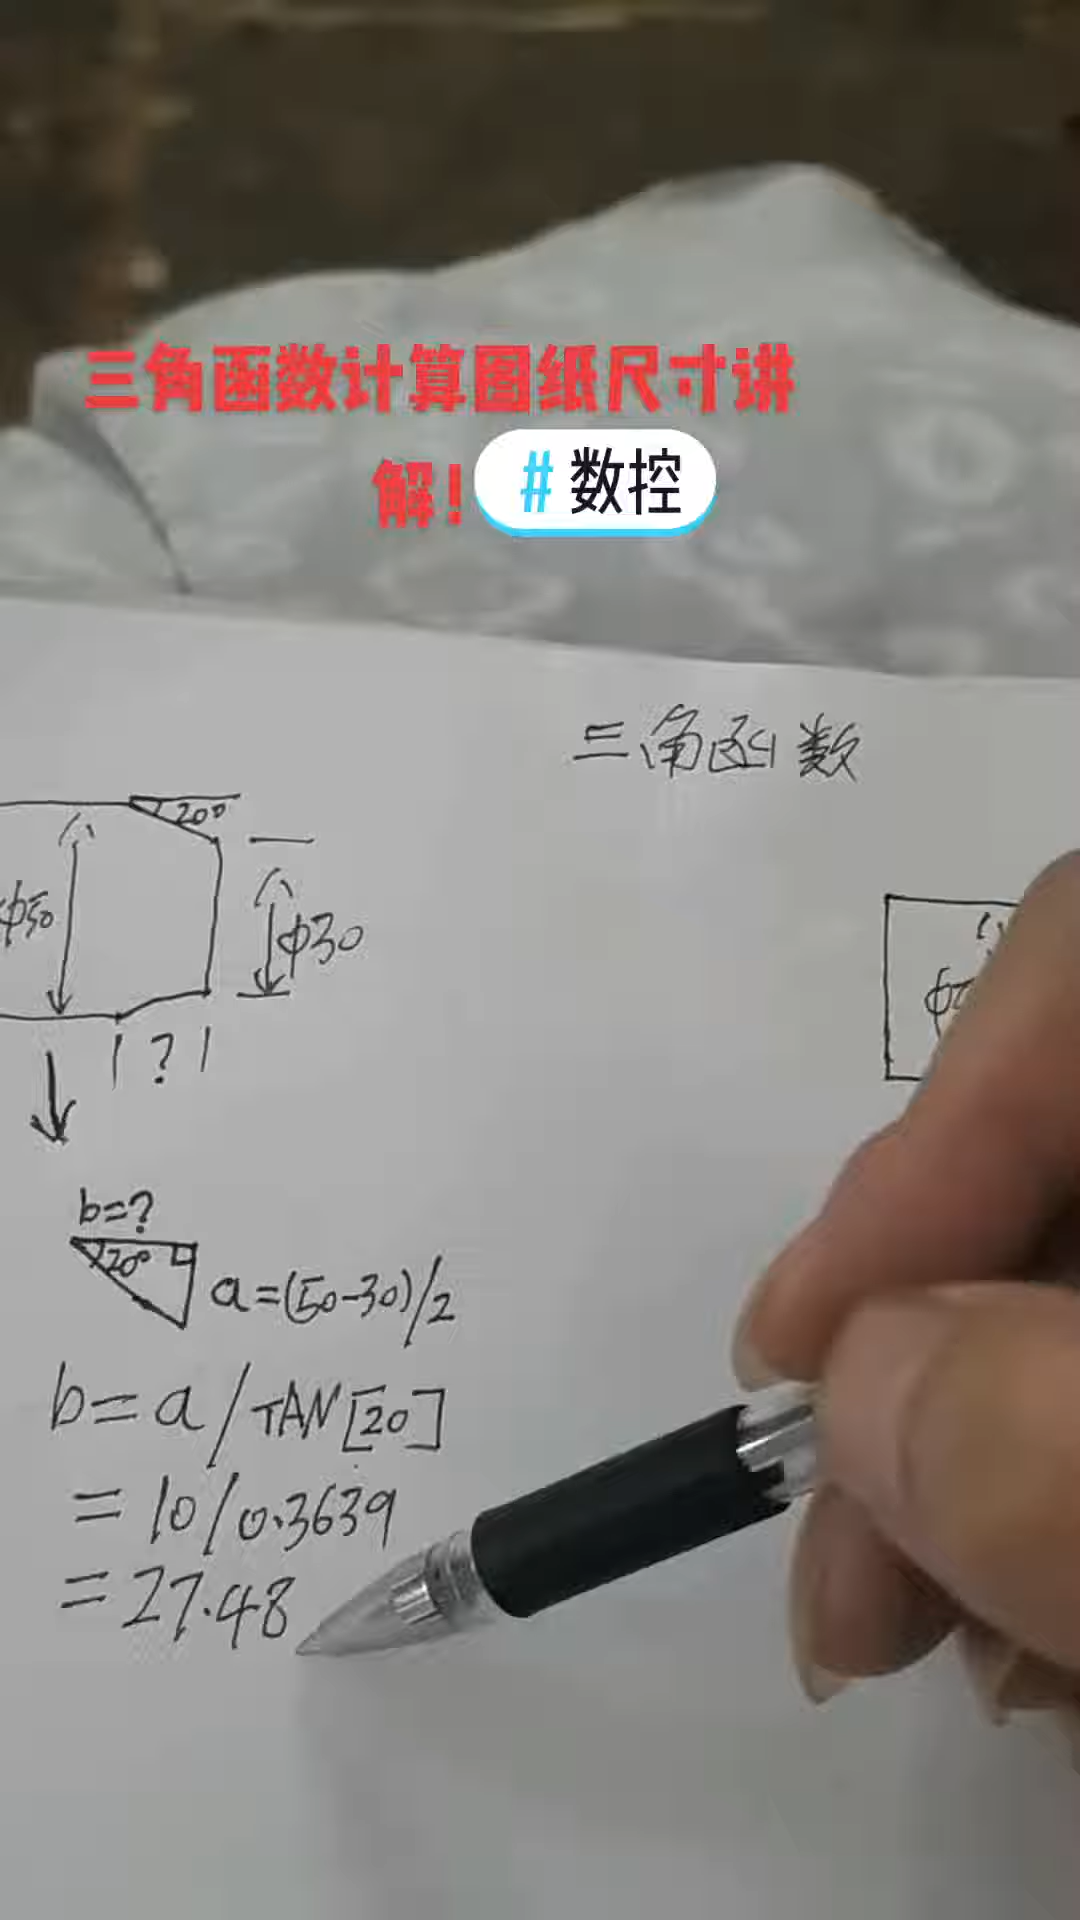 三角函数计算图纸尺寸讲
解!
# 数控
三角函数
20°
φ50
φ30
?
b=?
20°
a=(50-30)/2
b=a/TAN[20]
=10/0.3639
=27.48